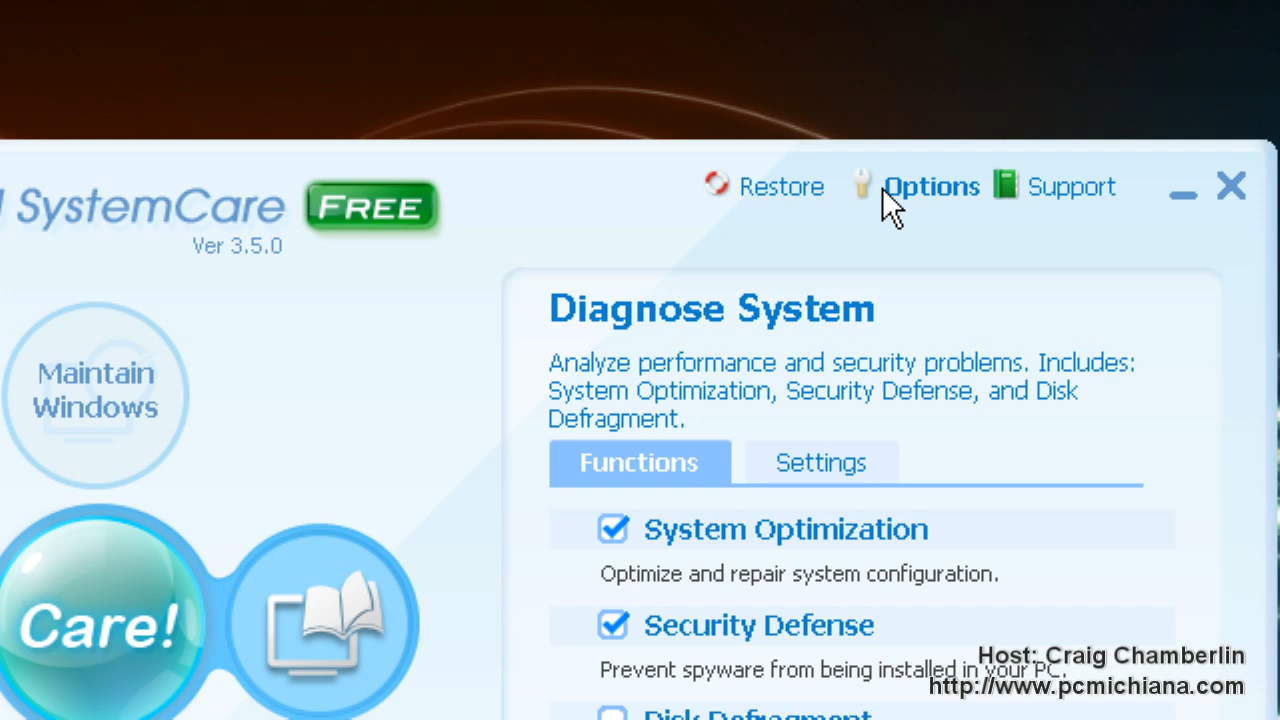 Restore Options Support
SystemCare FREE
Ver 3.5.0
Maintain
Windows
Care!
Diagnose System
Analyze performance and security problems. Includes:
System Optimization, Security Defense, and Disk
Defragment.
Functions Settings
System Optimization
Optimize and repair system configuration.
Security Defense
Prevent spyware from being installed in your PC.
Disk Defragment
Host: Craig Chamberlin
http://www.pcmichiana.com